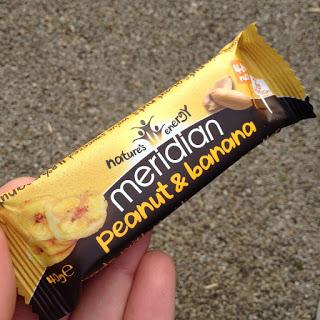 nature's energy
meridian
peanut & banana
40g℮